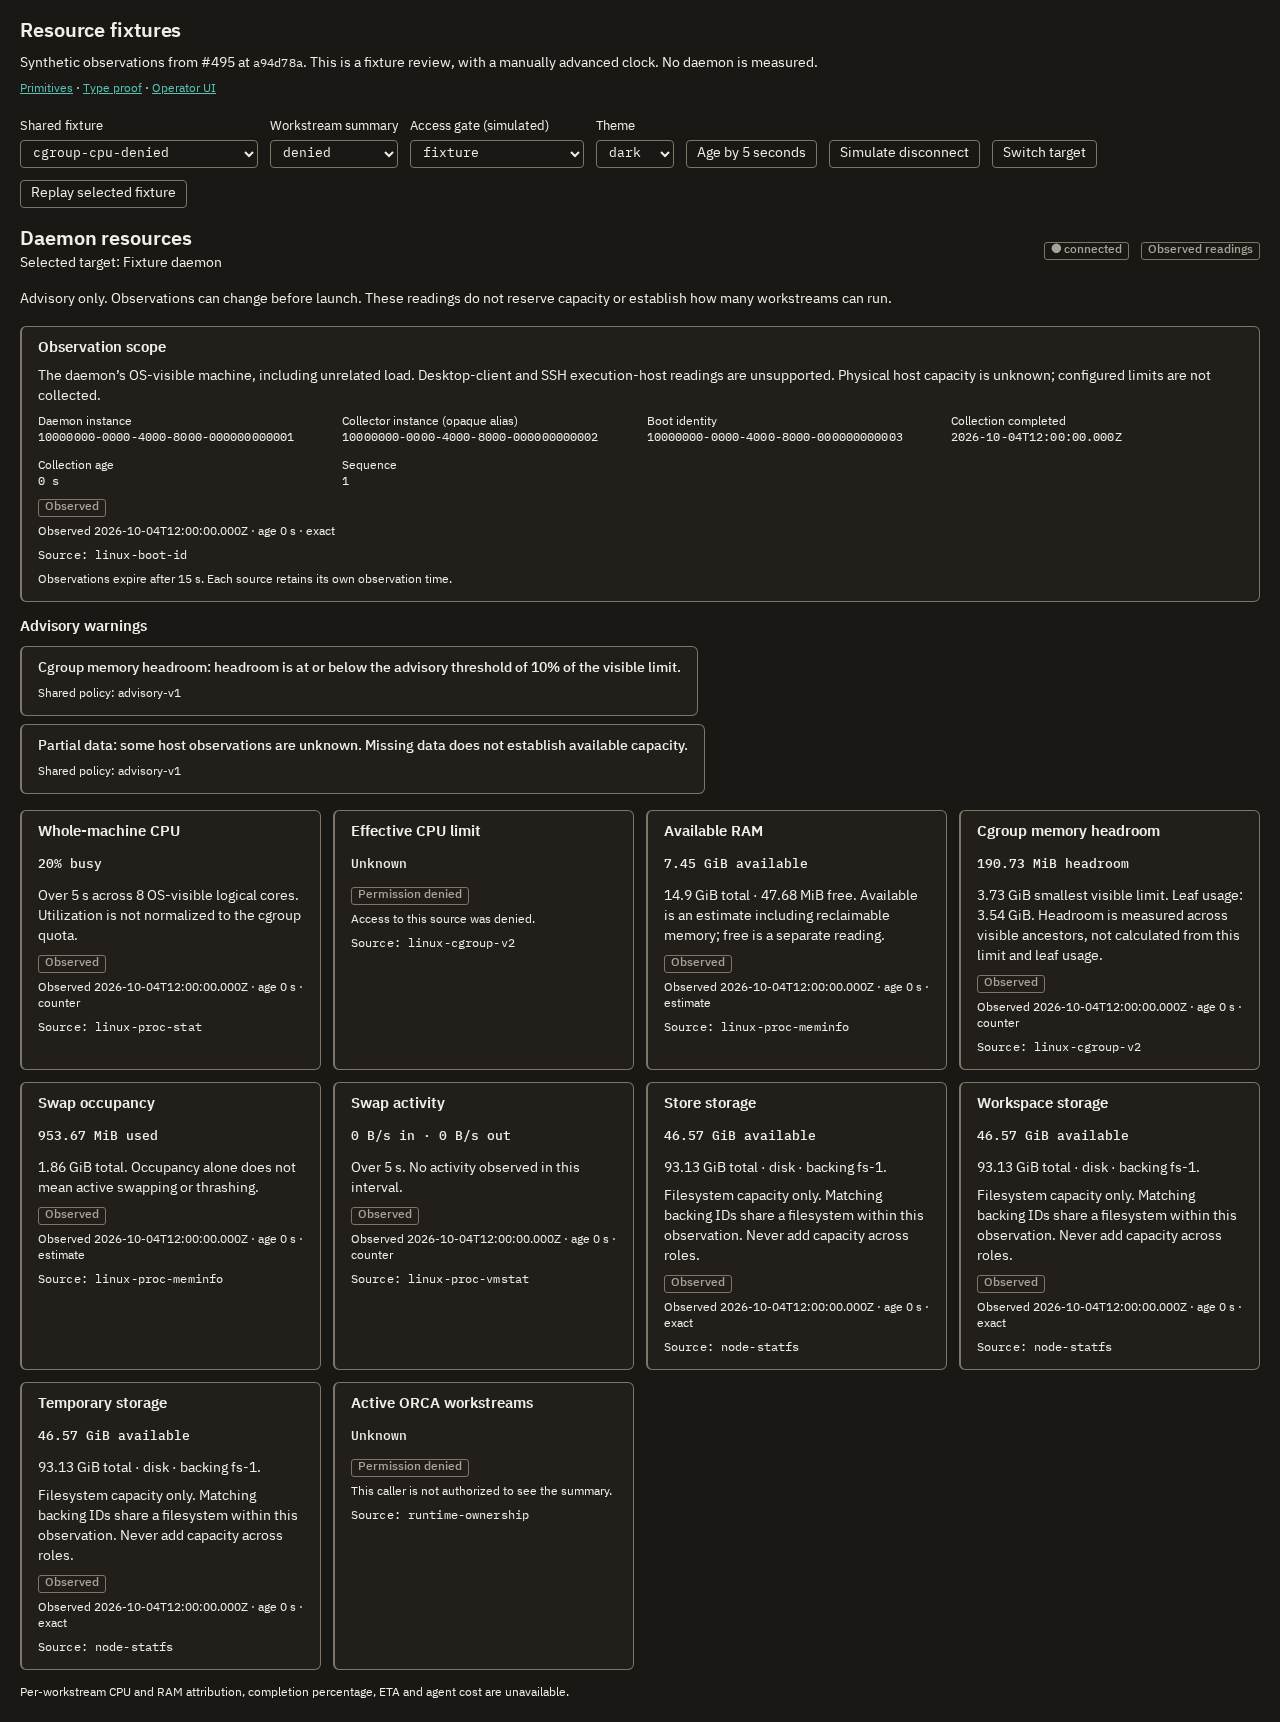 Resource fixtures
Synthetic observations from #495 at a94d78a. This is a fixture review, with a manually advanced clock. No daemon is measured.
Primitives · Type proof · Operator UI
Shared fixture
Workstream summary
Access gate (simulated)
Theme
cgroup-cpu-denied
denied
fixture
dark
Age by 5 seconds
Simulate disconnect
Switch target
Replay selected fixture
Daemon resources
Selected target: Fixture daemon
connected
Observed readings
Advisory only. Observations can change before launch. These readings do not reserve capacity or establish how many workstreams can run.
Observation scope
The daemon’s OS-visible machine, including unrelated load. Desktop-client and SSH execution-host readings are unsupported. Physical host capacity is unknown; configured limits are not
collected.
Daemon instance
10000000-0000-4000-8000-000000000001
Collector instance (opaque alias)
10000000-0000-4000-8000-000000000002
Boot identity
10000000-0000-4000-8000-000000000003
Collection completed
2026-10-04T12:00:00.000Z
Collection age
0 s
Sequence
1
Observed
Observed 2026-10-04T12:00:00.000Z · age 0 s · exact
Source: linux-boot-id
Observations expire after 15 s. Each source retains its own observation time.
Advisory warnings
Cgroup memory headroom: headroom is at or below the advisory threshold of 10% of the visible limit.
Shared policy: advisory-v1
Partial data: some host observations are unknown. Missing data does not establish available capacity.
Shared policy: advisory-v1
Whole-machine CPU
20% busy
Over 5 s across 8 OS-visible logical cores.
Utilization is not normalized to the cgroup
quota.
Observed
Observed 2026-10-04T12:00:00.000Z · age 0 s ·
counter
Source: linux-proc-stat
Effective CPU limit
Unknown
Permission denied
Access to this source was denied.
Source: linux-cgroup-v2
Available RAM
7.45 GiB available
14.9 GiB total · 47.68 MiB free. Available
is an estimate including reclaimable
memory; free is a separate reading.
Observed
Observed 2026-10-04T12:00:00.000Z · age 0 s ·
estimate
Source: linux-proc-meminfo
Cgroup memory headroom
190.73 MiB headroom
3.73 GiB smallest visible limit. Leaf usage:
3.54 GiB. Headroom is measured across
visible ancestors, not calculated from this
limit and leaf usage.
Observed
Observed 2026-10-04T12:00:00.000Z · age 0 s ·
counter
Source: linux-cgroup-v2
Swap occupancy
953.67 MiB used
1.86 GiB total. Occupancy alone does not
mean active swapping or thrashing.
Observed
Observed 2026-10-04T12:00:00.000Z · age 0 s ·
estimate
Source: linux-proc-meminfo
Swap activity
0 B/s in · 0 B/s out
Over 5 s. No activity observed in this
interval.
Observed
Observed 2026-10-04T12:00:00.000Z · age 0 s ·
counter
Source: linux-proc-vmstat
Store storage
46.57 GiB available
93.13 GiB total · disk · backing fs-1.
Filesystem capacity only. Matching
backing IDs share a filesystem within this
observation. Never add capacity across
roles.
Observed
Observed 2026-10-04T12:00:00.000Z · age 0 s ·
exact
Source: node-statfs
Workspace storage
46.57 GiB available
93.13 GiB total · disk · backing fs-1.
Filesystem capacity only. Matching
backing IDs share a filesystem within this
observation. Never add capacity across
roles.
Observed
Observed 2026-10-04T12:00:00.000Z · age 0 s ·
exact
Source: node-statfs
Temporary storage
46.57 GiB available
93.13 GiB total · disk · backing fs-1.
Filesystem capacity only. Matching
backing IDs share a filesystem within this
observation. Never add capacity across
roles.
Observed
Observed 2026-10-04T12:00:00.000Z · age 0 s ·
exact
Source: node-statfs
Active ORCA workstreams
Unknown
Permission denied
This caller is not authorized to see the summary.
Source: runtime-ownership
Per-workstream CPU and RAM attribution, completion percentage, ETA and agent cost are unavailable.